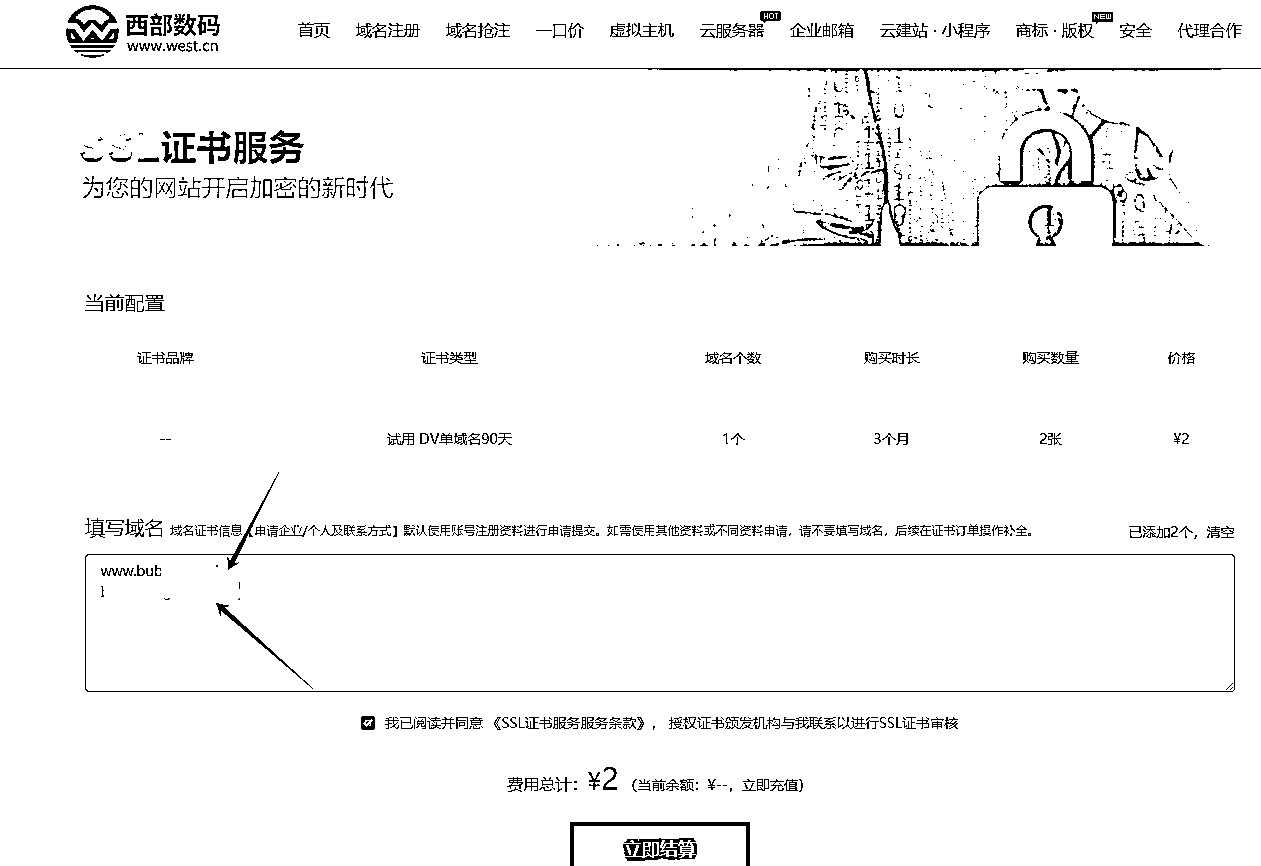 西部数码
www.west.cn
首页 域名注册 域名抢注 一口价 虚拟主机 云服务器 HOT 企业邮箱 云建站 · 小程序 商标 · 版权 NEW 安全 代理合作
SSL证书服务
为您的网站开启加密的新时代
当前配置
证书品牌 证书类型 域名个数 购买时长 购买数量 价格
-- 试用 DV单域名90天 1个 3个月 2张 ¥2
填写域名 域名证书信息【申请企业/个人及联系方式】默认使用账号注册资料进行申请提交。如需使用其他资料或不同资料申请，请不要填写域名，后续在证书订单操作补全。 已添加2个，清空
www.bub
我已阅读并同意 《SSL证书服务服务条款》， 授权证书颁发机构与我联系以进行SSL证书审核
费用总计：¥2 （当前余额：¥--，立即充值）
立即结算